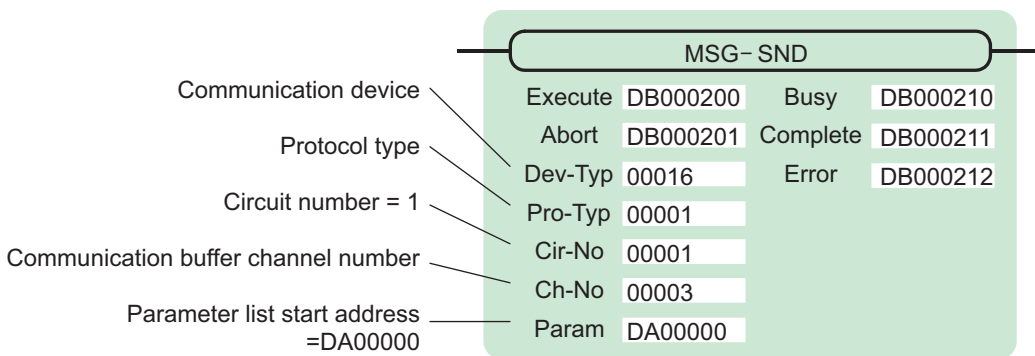 MSG− SND
Communication device
Execute DB000200 Busy DB000210
Protocol type
Abort DB000201 Complete DB000211
Dev-Typ 00016 Error DB000212
Circuit number = 1
Pro-Typ 00001
Communication buffer channel number
Cir-No 00001
Ch-No 00003
Parameter list start address
=DA00000
Param DA00000